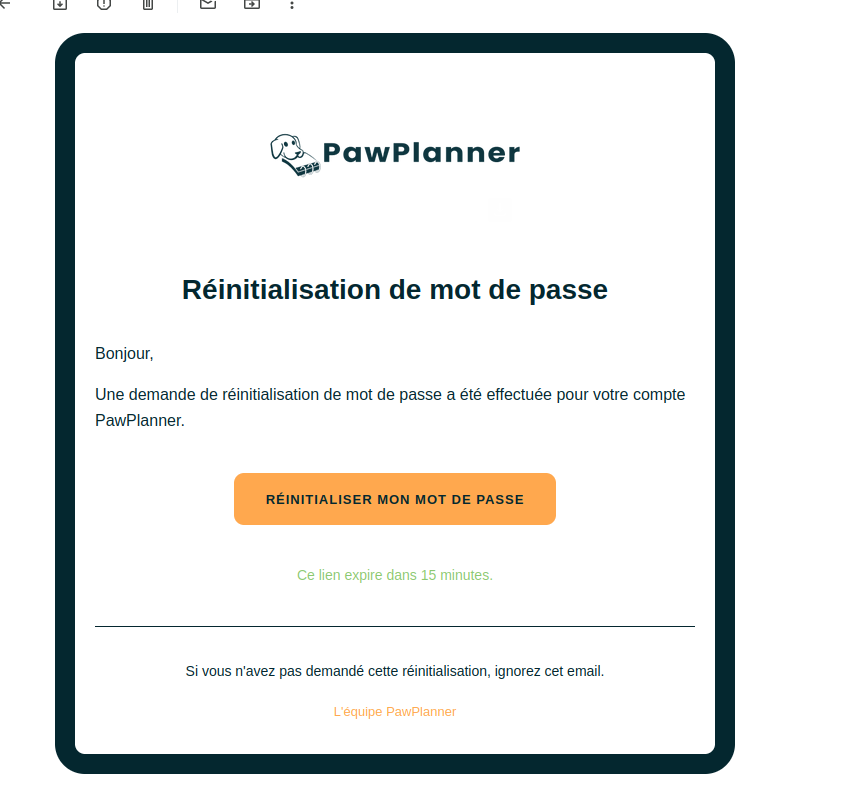 PawPlanner
Réinitialisation de mot de passe
Bonjour,
Une demande de réinitialisation de mot de passe a été effectuée pour votre compte
PawPlanner.
RÉINITIALISER MON MOT DE PASSE
Ce lien expire dans 15 minutes.
Si vous n'avez pas demandé cette réinitialisation, ignorez cet email.
L'équipe PawPlanner